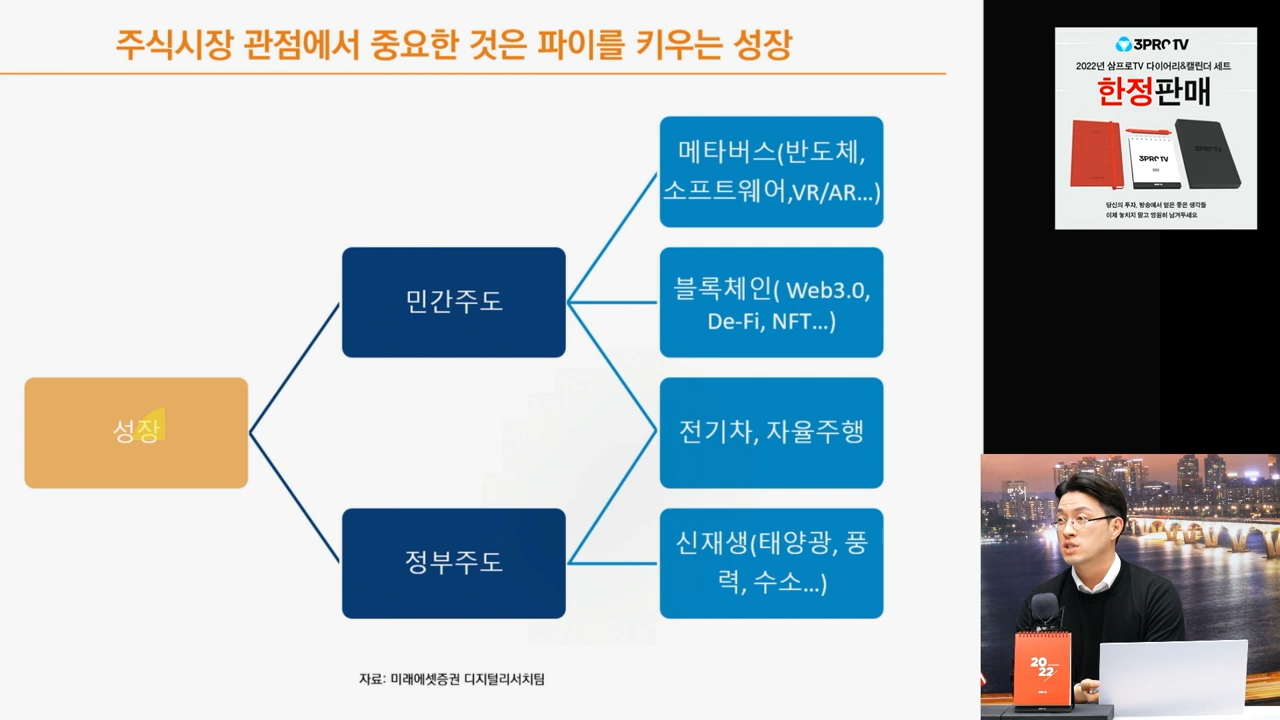 주식시장 관점에서 중요한 것은 파이를 키우는 성장
메타버스(반도체,
소프트웨어,VR/AR...)
민간주도
블록체인( Web3.0,
De-Fi, NFT...)
성장
전기차, 자율주행
정부주도
신재생(태양광, 풍
력, 수소...)
자료: 미래에셋증권 디지털리서치팀
3PROTV
2022년 삼프로TV 다이어리&캘린더 세트
한정판매
3PROTV
3PROTV
당신의 투자, 방송에서 얻은 좋은 생각들
이제 놓치지 말고 영원히 남겨두세요
20
22